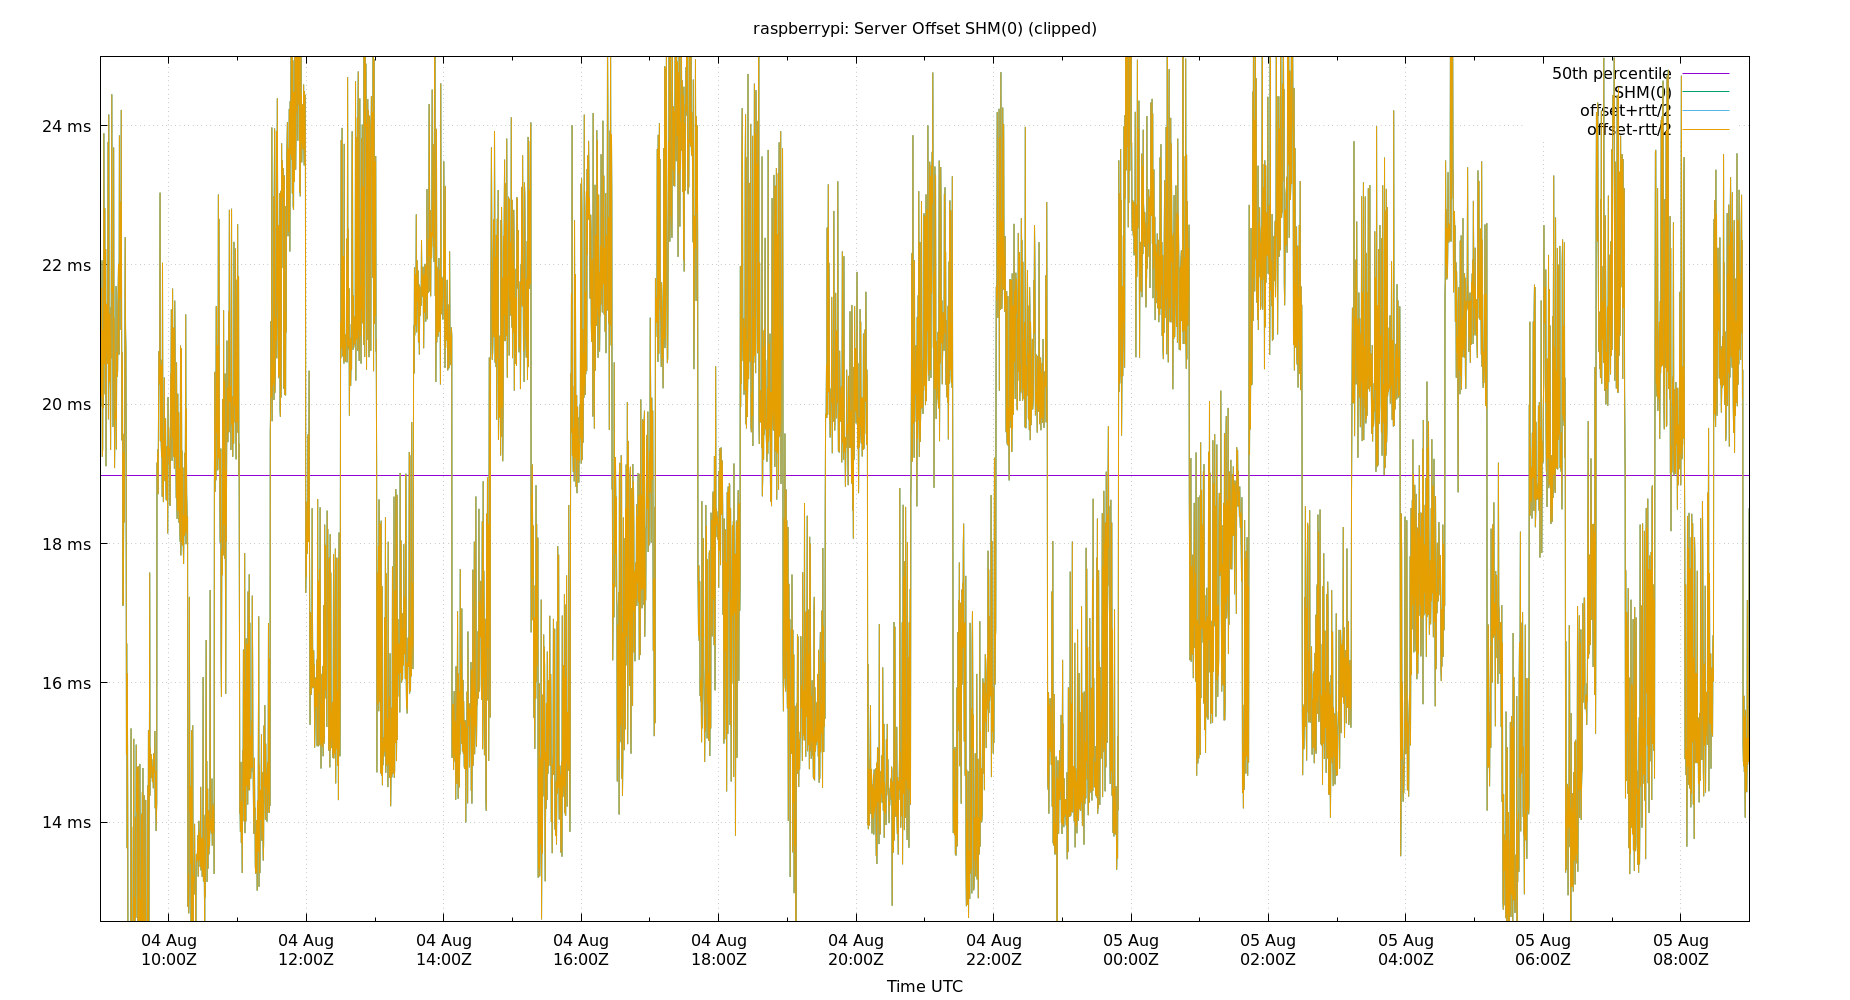 raspberrypi: Server Offset SHM(0) (clipped)
50th percentile
SHM(0)
offset+rtt/2
offset-rtt/2
24 ms
22 ms
20 ms
18 ms
16 ms
14 ms
04 Aug 04 Aug 04 Aug 04 Aug 04 Aug 04 Aug 04 Aug 05 Aug 05 Aug 05 Aug 05 Aug 05 Aug
10:00Z 12:00Z 14:00Z 16:00Z 18:00Z 20:00Z 22:00Z 00:00Z 02:00Z 04:00Z 06:00Z 08:00Z
Time UTC